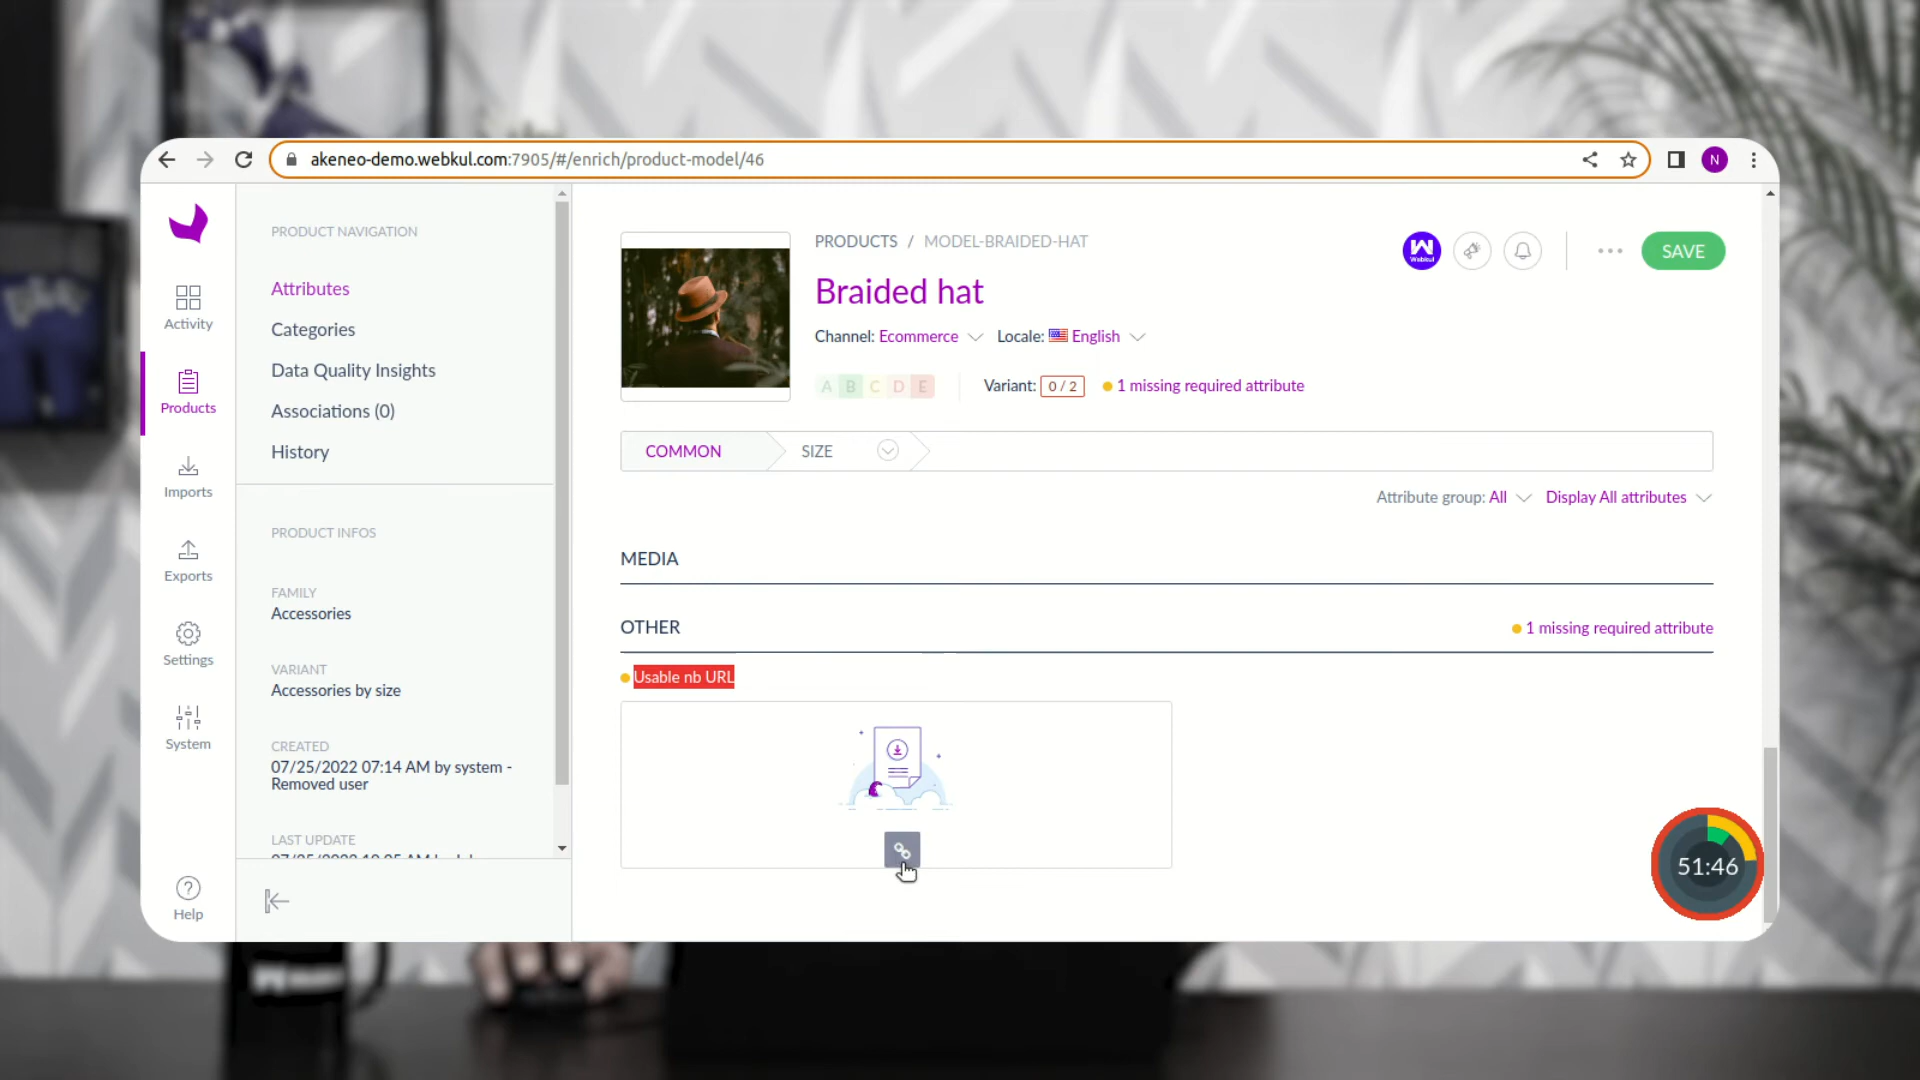 akeneo-demo.webkul.com:7905/#/enrich/product-model/46
N
Activity
Products
Imports
Exports
Settings
System
Help
PRODUCT NAVIGATION
Attributes
Categories
Data Quality Insights
Associations (0)
History
PRODUCT INFOS
FAMILY
Accessories
VARIANT
Accessories by size
CREATED
07/25/2022 07:14 AM by system -
Removed user
LAST UPDATE
PRODUCTS / MODEL-BRAIDED-HAT
W
Webkul
SAVE
Braided hat
Channel: Ecommerce Locale: English
A B C D E Variant: 0 / 2 1 missing required attribute
COMMON SIZE
Attribute group: All Display All attributes
MEDIA
OTHER 1 missing required attribute
Usable nb URL
51:46